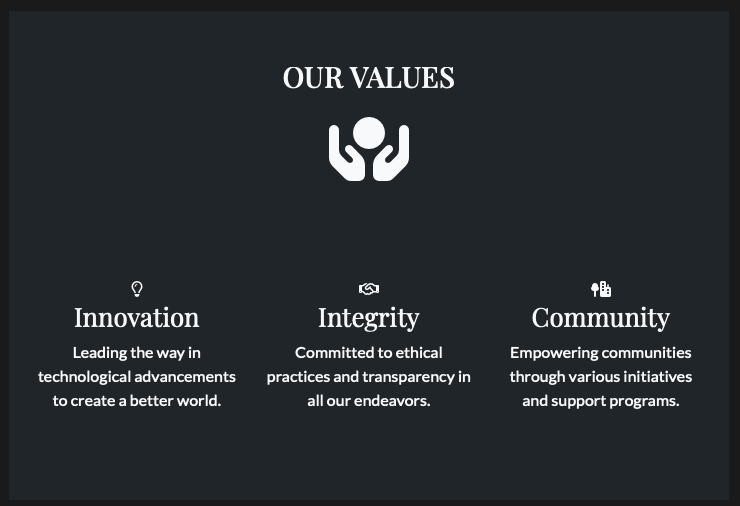 OUR VALUES
Innovation
Leading the way in
technological advancements
to create a better world.
Integrity
Committed to ethical
practices and transparency in
all our endeavors.
Community
Empowering communities
through various initiatives
and support programs.